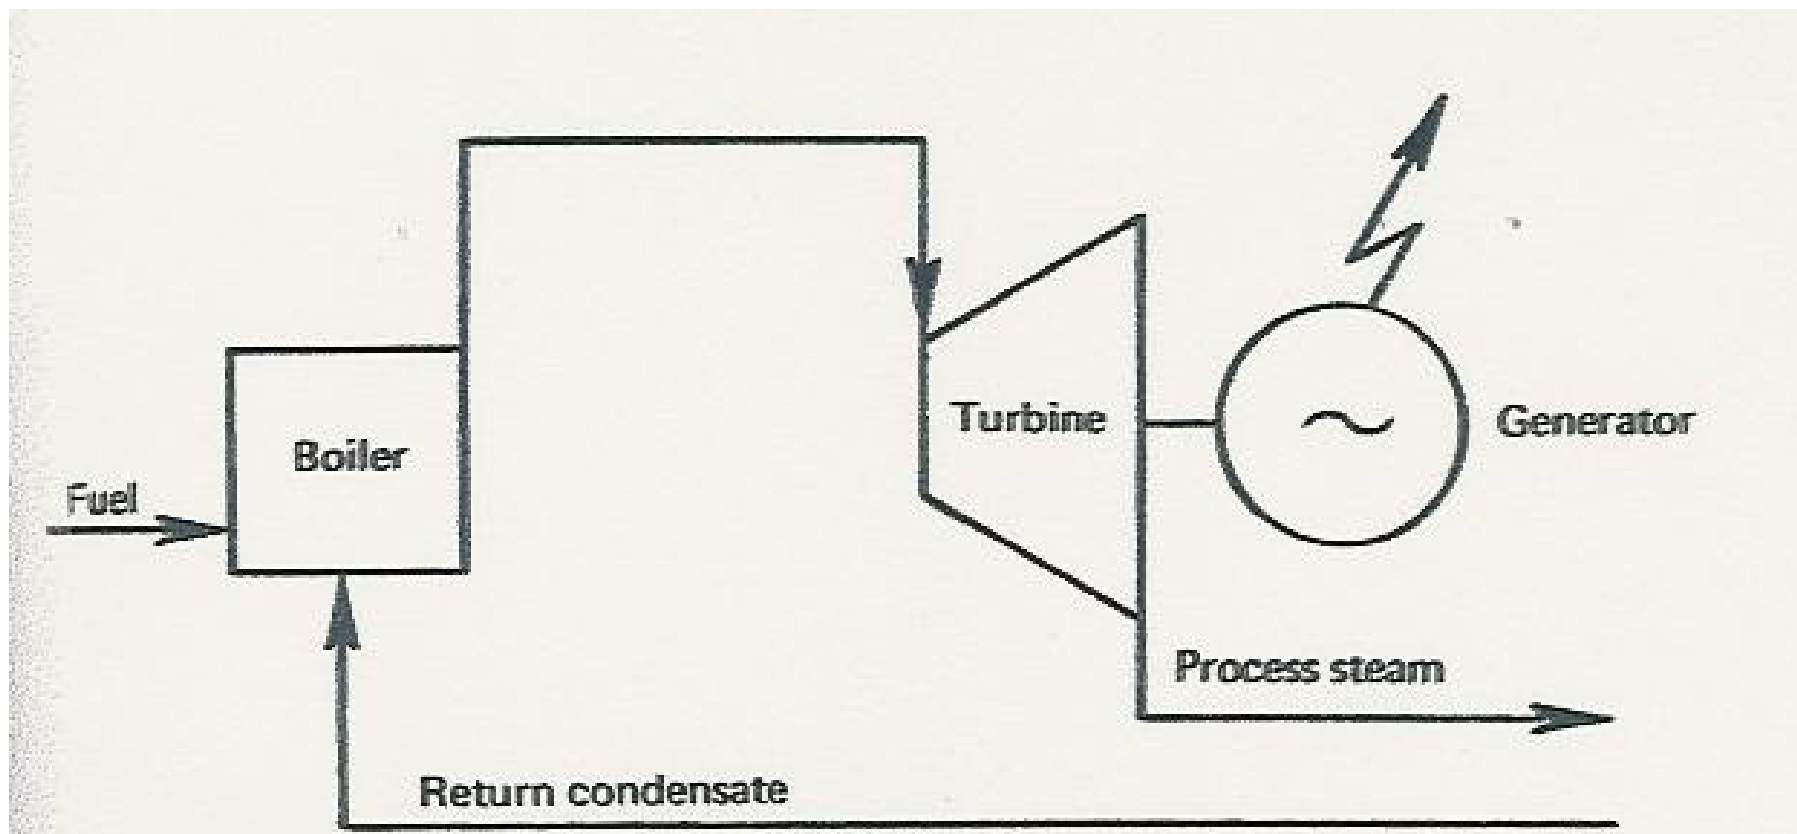 Boiler
Fuel
Turbine
Generator
Process steam
Return condensate